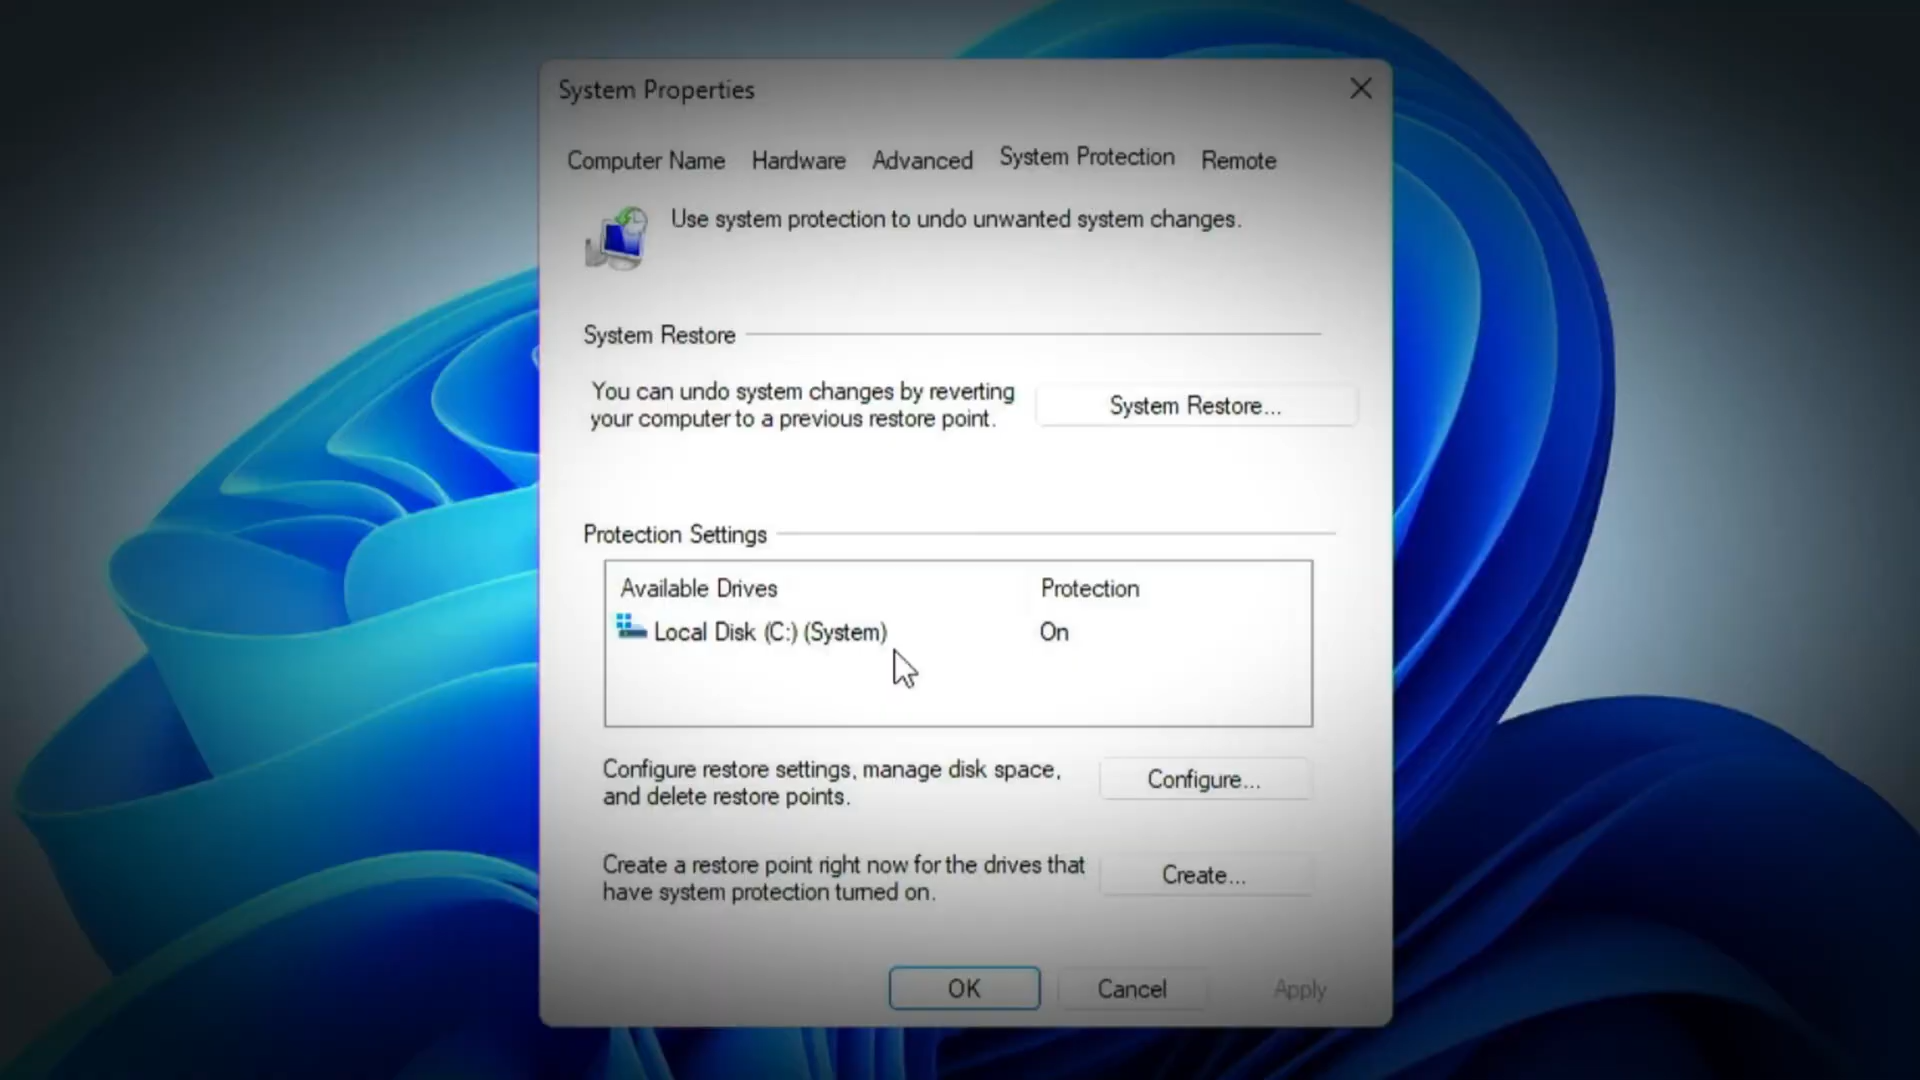 System Properties
Computer Name Hardware Advanced System Protection Remote
Use system protection to undo unwanted system changes.
System Restore
You can undo system changes by reverting
your computer to a previous restore point.
System Restore...
Protection Settings
Available Drives Protection
Local Disk (C:) (System) On
Configure restore settings, manage disk space,
and delete restore points.
Configure...
Create a restore point right now for the drives that
have system protection turned on.
Create...
OK Cancel Apply